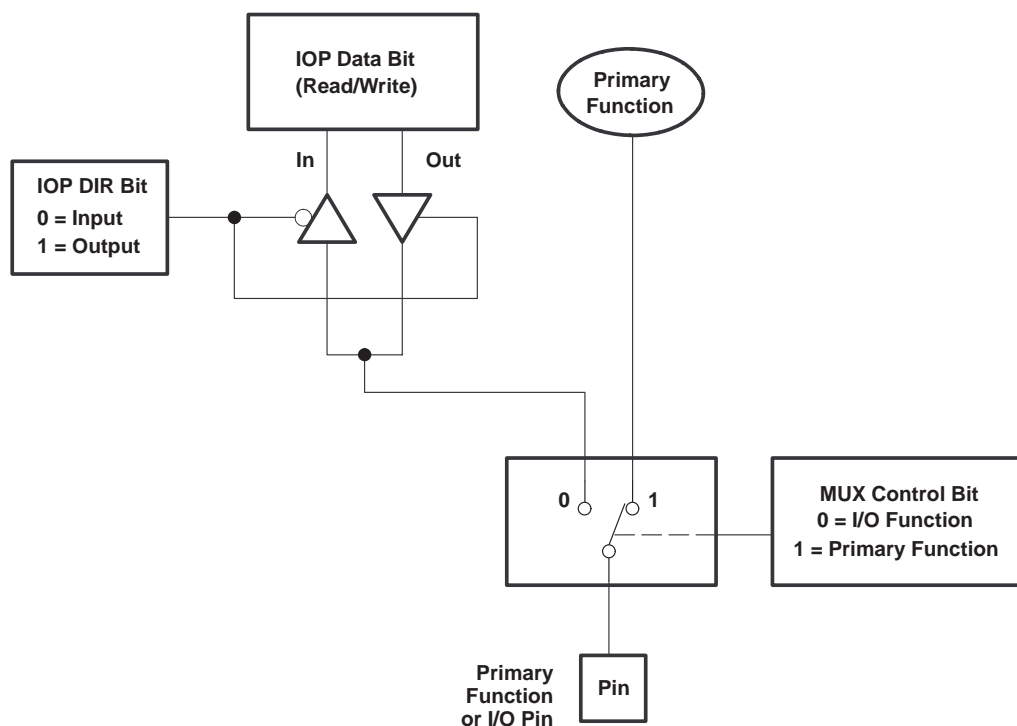 IOP Data Bit
(Read/Write)
Primary
Function
In
Out
IOP DIR Bit
0 = Input
1 = Output
0
1
MUX Control Bit
0 = I/O Function
1 = Primary Function
Primary
Function
or I/O Pin
Pin